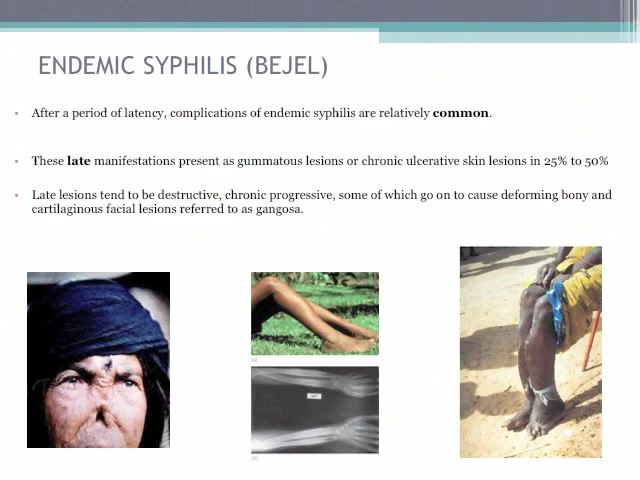 ENDEMIC SYPHILIS (BEJEL)
• After a period of latency, complications of endemic syphilis are relatively common.
• These late manifestations present as gummatous lesions or chronic ulcerative skin lesions in 25% to 50%
• Late lesions tend to be destructive, chronic progressive, some of which go on to cause deforming bony and
cartilaginous facial lesions referred to as gangosa.
(a)
(b)